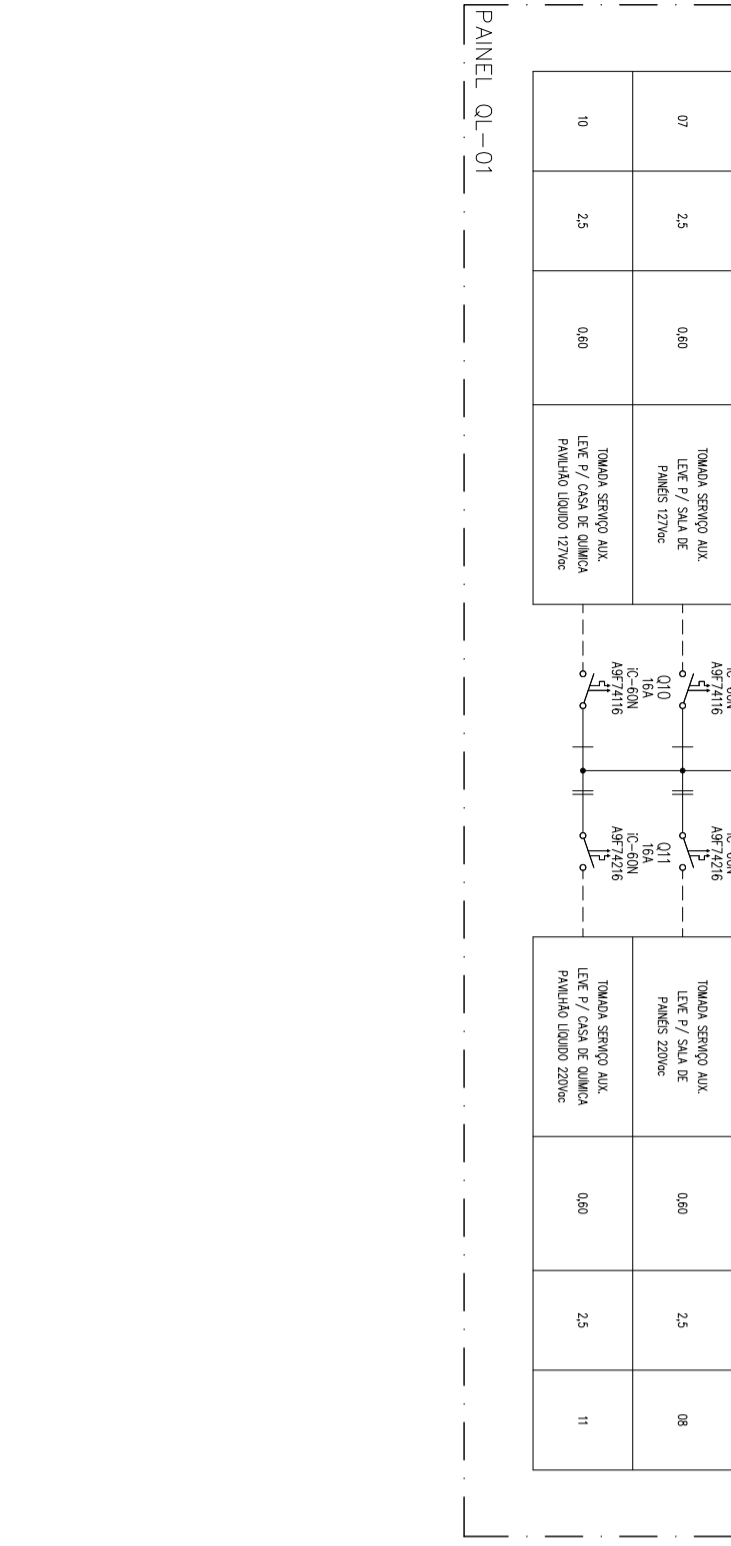 07
2,5
0,60
TOMADA SERVIÇO AUX.
LEVE P/ SALA DE
PAINÉIS 127Vac
A9F74116
A9F74216
TOMADA SERVIÇO AUX.
LEVE P/ SALA DE
PAINÉIS 220Vac
0,60
2,5
08
10
2,5
0,60
TOMADA SERVIÇO AUX.
LEVE P/ CASA DE QUÍMICA
PAVILHÃO LÍQUIDO 127Vac
Q10
16A
iC-60N
A9F74116
Q11
16A
iC-60N
A9F74216
TOMADA SERVIÇO AUX.
LEVE P/ CASA DE QUÍMICA
PAVILHÃO LÍQUIDO 220Vac
0,60
2,5
11
PAINEL QL-01